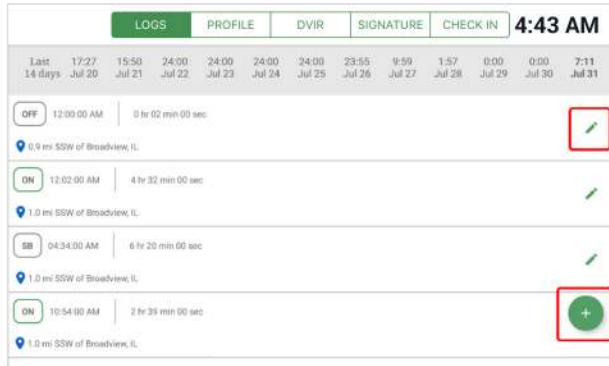 LOGS PROFILE DVIR SIGNATURE CHECK IN 4:43 AM
Last 17:27 15:50 24:00 24:00 24:00 24:00 23:55 9:59 1:57 0:00 0:00 7:11
14 days Jul 20 Jul 21 Jul 22 Jul 23 Jul 24 Jul 25 Jul 26 Jul 27 Jul 28 Jul 29 Jul 30 Jul 31
OFF 12:00:00 AM 0 hr 02 min 00 sec
0.9 mi SSW of Broadview, IL
ON 12:02:00 AM 4 hr 32 min 00 sec
1.0 mi SSW of Broadview, IL
SB 04:34:00 AM 6 hr 20 min 00 sec
1.0 mi SSW of Broadview, IL
ON 10:54:00 AM 2 hr 39 min 00 sec
1.0 mi SSW of Broadview, IL